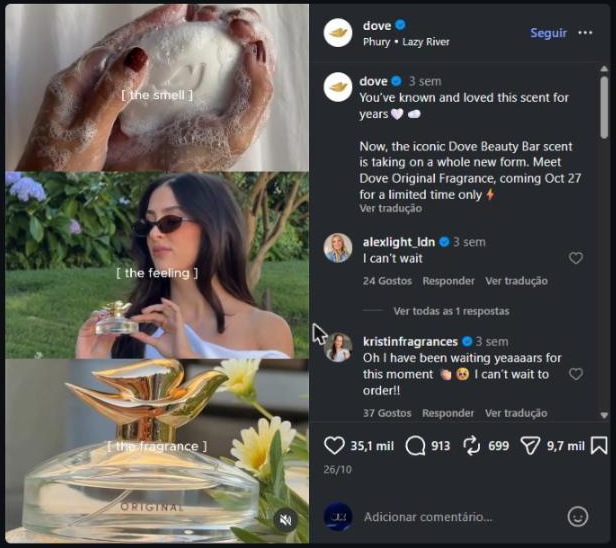 [ the smell ]
[ the feeling ]
[ the fragrance ]
ORIGINAL
dove
Phury • Lazy River
Seguir
dove 3 sem
You've known and loved this scent for
years🤍 🧼
Now, the iconic Dove Beauty Bar scent
is taking on a whole new form. Meet
Dove Original Fragrance, coming Oct 27
for a limited time only⚡
Ver tradução
alexlight_ldn 3 sem
I can't wait
24 Gostos Responder Ver tradução
Ver todas as 1 respostas
kristinfragrances 3 sem
Oh I have been waiting yeaaaars for
this moment 👏🏻 🥹 I can't wait to
order!!
37 Gostos Responder Ver tradução
35,1 mil 913 699 9,7 mil
26/10
Adicionar comentário...